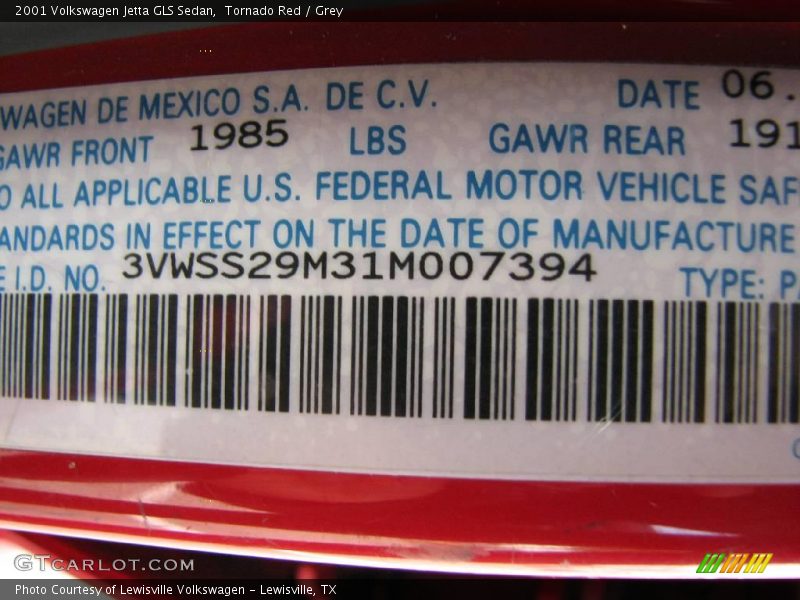 2001 Volkswagen Jetta GLS Sedan, Tornado Red / Grey
WAGEN DE MEXICO S.A. DE C.V. DATE 06.
GAWR FRONT 1985 LBS GAWR REAR 191
O ALL APPLICABLE U.S. FEDERAL MOTOR VEHICLE SAF
ANDARDS IN EFFECT ON THE DATE OF MANUFACTURE
E I.D. NO. 3VWSS29M31M007394 TYPE: PA
GTCARLOT.COM
Photo Courtesy of Lewisville Volkswagen - Lewisville, TX